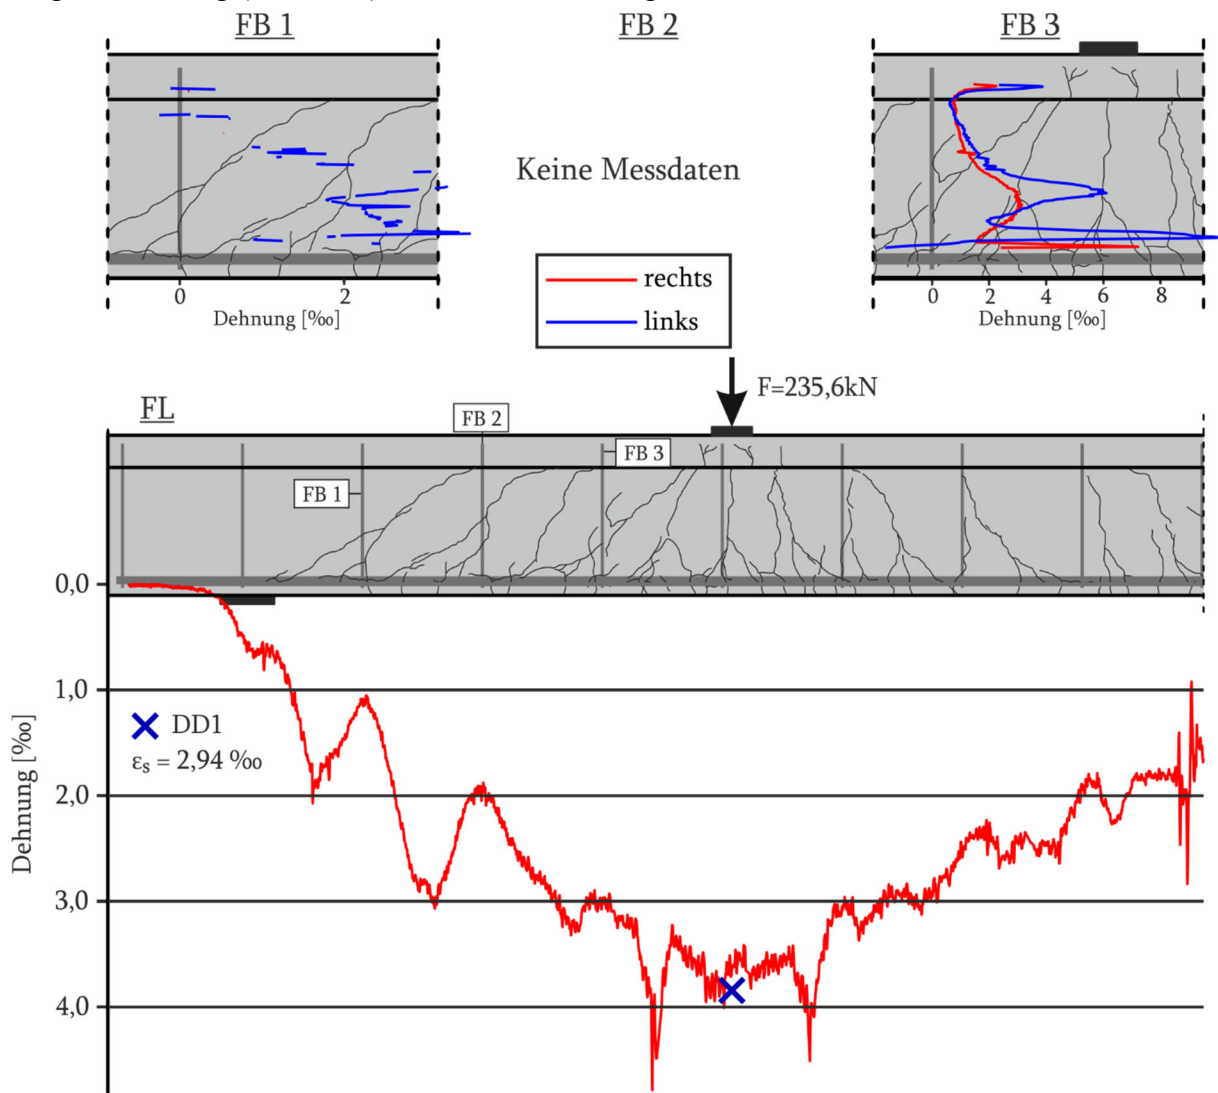 FB 1
FB 2
FB 3
Keine Messdaten
rechts
links
0
2
Dehnung [‰]
0
2
4
6
8
Dehnung [‰]
F=235,6kN
FL
FB 2
FB 3
FB 1
0,0
1,0
DD1
εs = 2,94 ‰
2,0
3,0
4,0
Dehnung [‰]